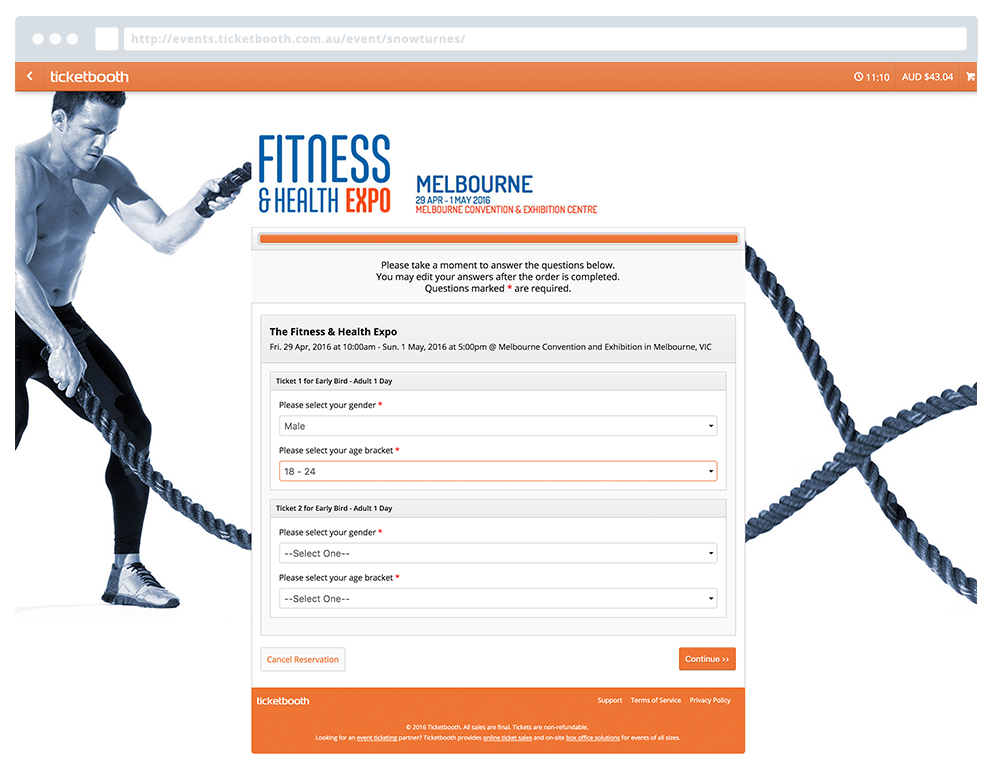 http://events.ticketbooth.com.au/event/snowturnes/
ticketbooth
11:10
AUD $43.04
FITNESS
& HEALTH EXPO
MELBOURNE
29 APR - 1 MAY 2016
MELBOURNE CONVENTION & EXHIBITION CENTRE
Please take a moment to answer the questions below.
You may edit your answers after the order is completed.
Questions marked * are required.
The Fitness & Health Expo
Fri. 29 Apr, 2016 at 10:00am - Sun. 1 May, 2016 at 5:00pm @ Melbourne Convention and Exhibition in Melbourne, VIC
Ticket 1 for Early Bird - Adult 1 Day
Please select your gender *
Male
Please select your age bracket *
18 - 24
Ticket 2 for Early Bird - Adult 1 Day
Please select your gender *
--Select One--
Please select your age bracket *
--Select One--
Cancel Reservation
Continue >>
ticketbooth
Support Terms of Service Privacy Policy
© 2016 Ticketbooth. All sales are final. Tickets are non-refundable.
Looking for an event ticketing partner? Ticketbooth provides online ticket sales and on-site box office solutions for events of all sizes.